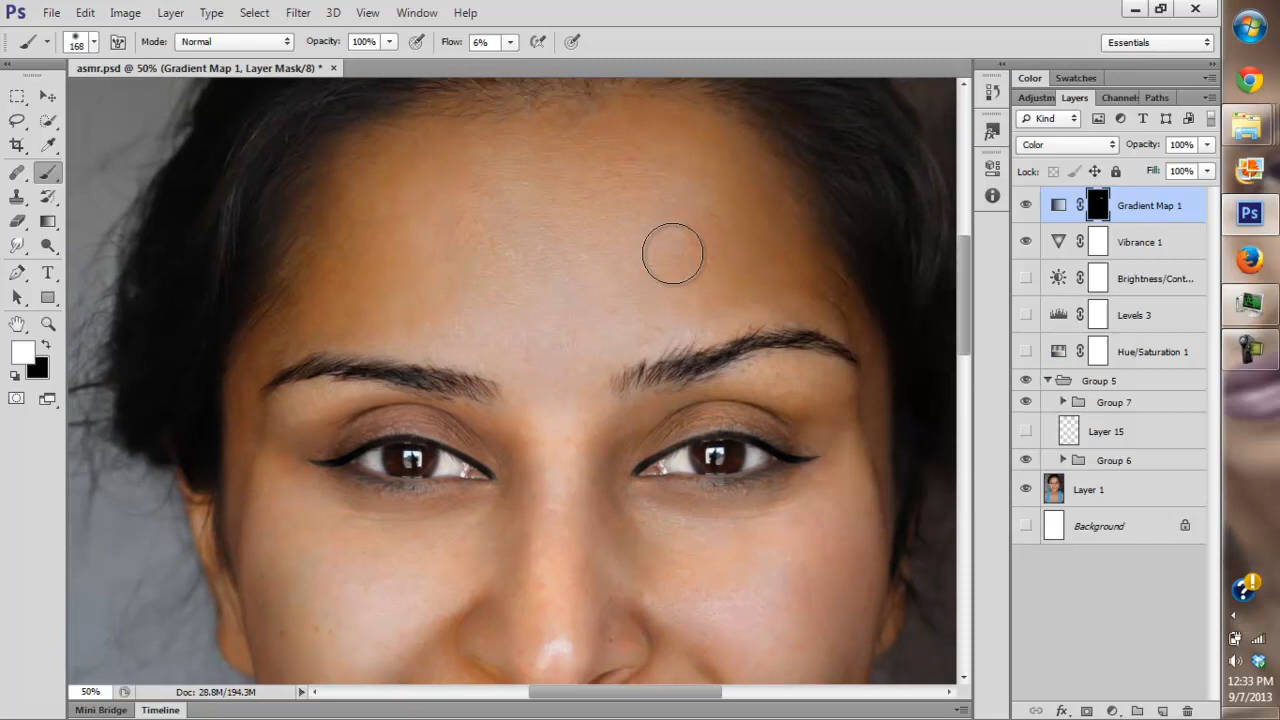 Ps File Edit Image Layer Type Select Filter 3D View Window Help
168 Mode: Normal Opacity: 100% Flow: 6% Essentials
asmr.psd @ 50% (Gradient Map 1, Layer Mask/8) * ×
Color Swatches
Adjustm Layers Channels Paths
Kind
Color Opacity: 100%
Lock: Fill: 100%
Gradient Map 1
Vibrance 1
Brightness/Cont...
Levels 3
Hue/Saturation 1
Group 5
Group 7
Layer 15
Group 6
Layer 1
Background
Ps
50% Doc: 28.8M/194.3M
Mini Bridge Timeline
12:33 PM
9/7/2013